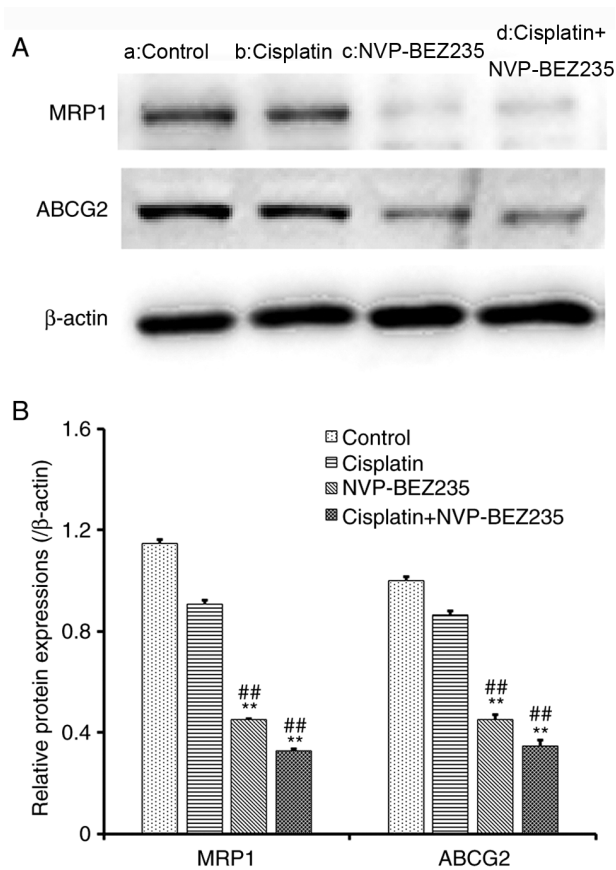 A
a:Control b:Cisplatin c:NVP-BEZ235 d:Cisplatin+
NVP-BEZ235
MRP1
ABCG2
β-actin
B
Relative protein expressions (/β-actin)
1.6
1.2
0.8
0.4
0
Control
Cisplatin
NVP-BEZ235
Cisplatin+NVP-BEZ235
##
**
##
**
##
**
##
**
MRP1 ABCG2